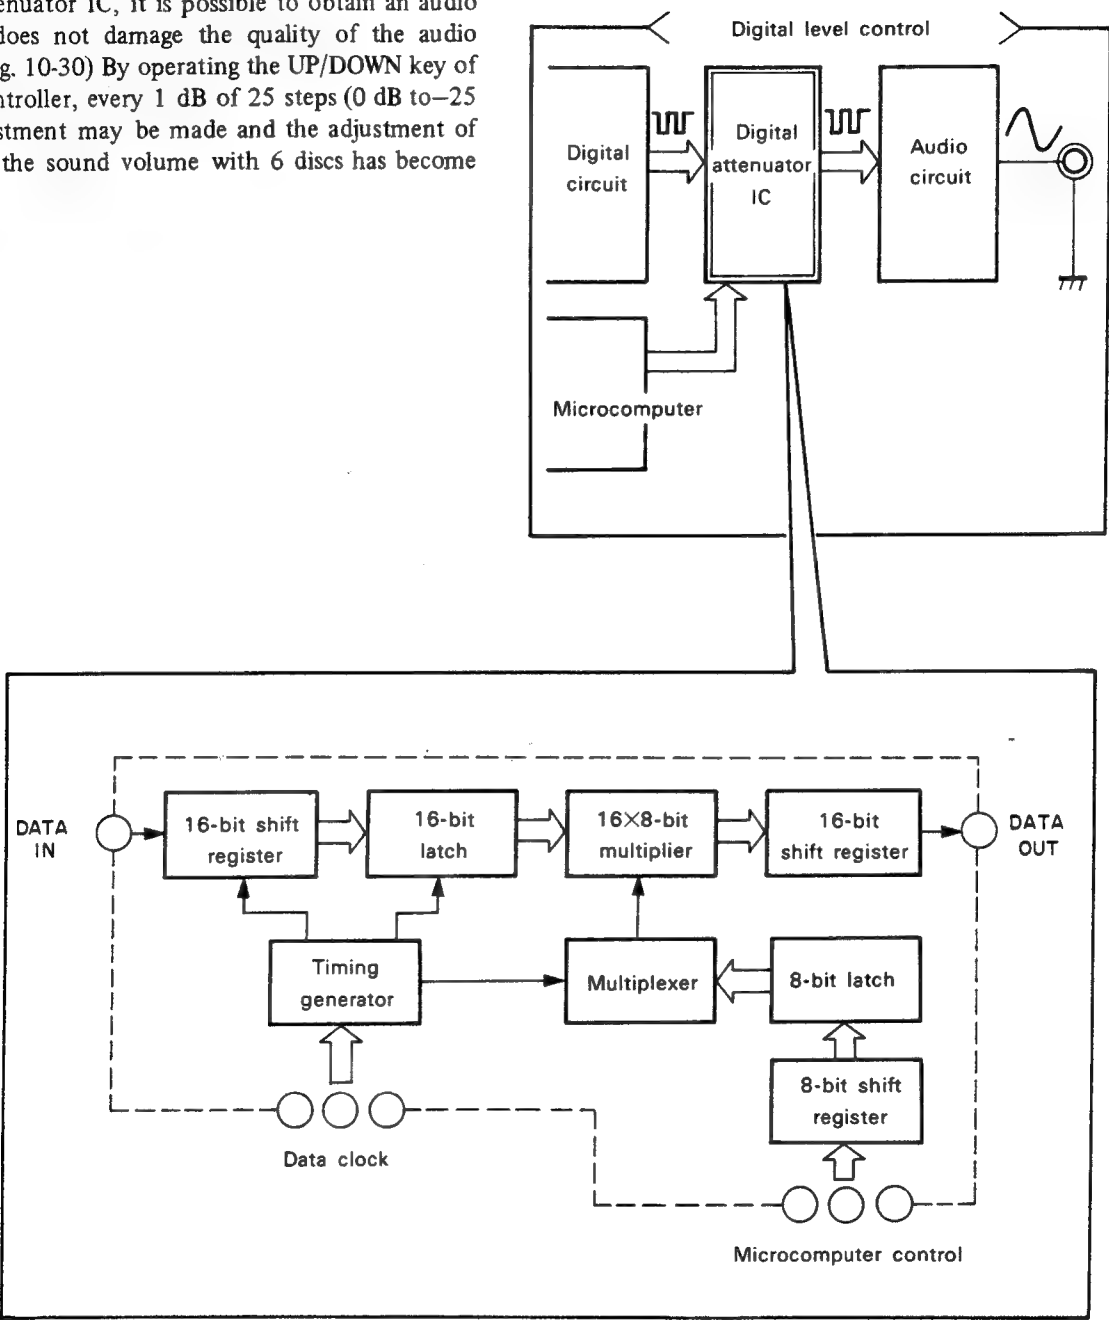 enuator IC, it is possible to obtain an audio
does not damage the quality of the audio
g. 10-30) By operating the UP/DOWN key of
ntroller, every 1 dB of 25 steps (0 dB to—25
stment may be made and the adjustment of
the sound volume with 6 discs has become
Digital level control
Digital
circuit
Digital
attenuator
IC
Audio
circuit
Microcomputer
DATA
IN
16-bit shift
register
16-bit
latch
16×8-bit
multiplier
16-bit
shift register
DATA
OUT
Timing
generator
Multiplexer
8-bit latch
8-bit shift
register
Data clock
Microcomputer control